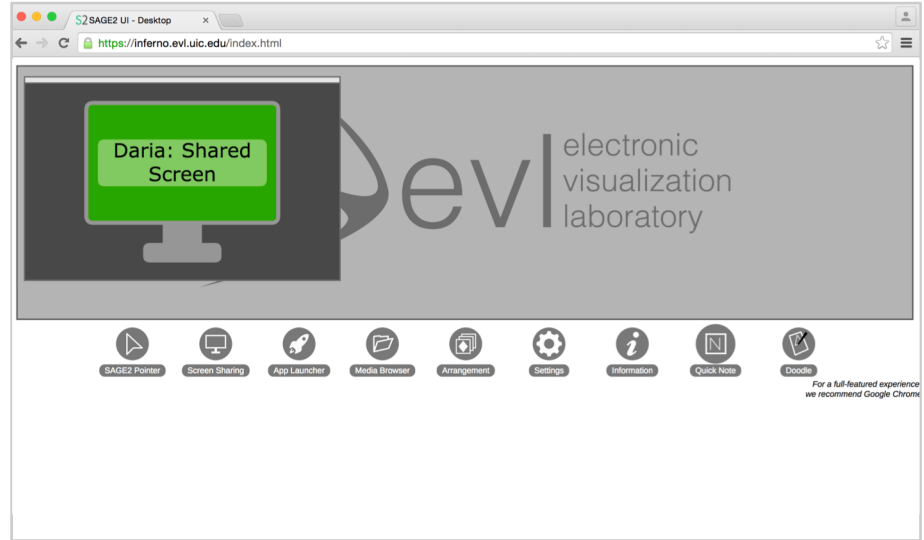 S2 SAGE2 UI - Desktop
https://inferno.evl.uic.edu/index.html
Daria: Shared
Screen
evl
electronic
visualization
laboratory
SAGE2 Pointer
Screen Sharing
App Launcher
Media Browser
Arrangement
Settings
Information
N
Quick Note
Doodle
For a full-featured experience
we recommend Google Chrome